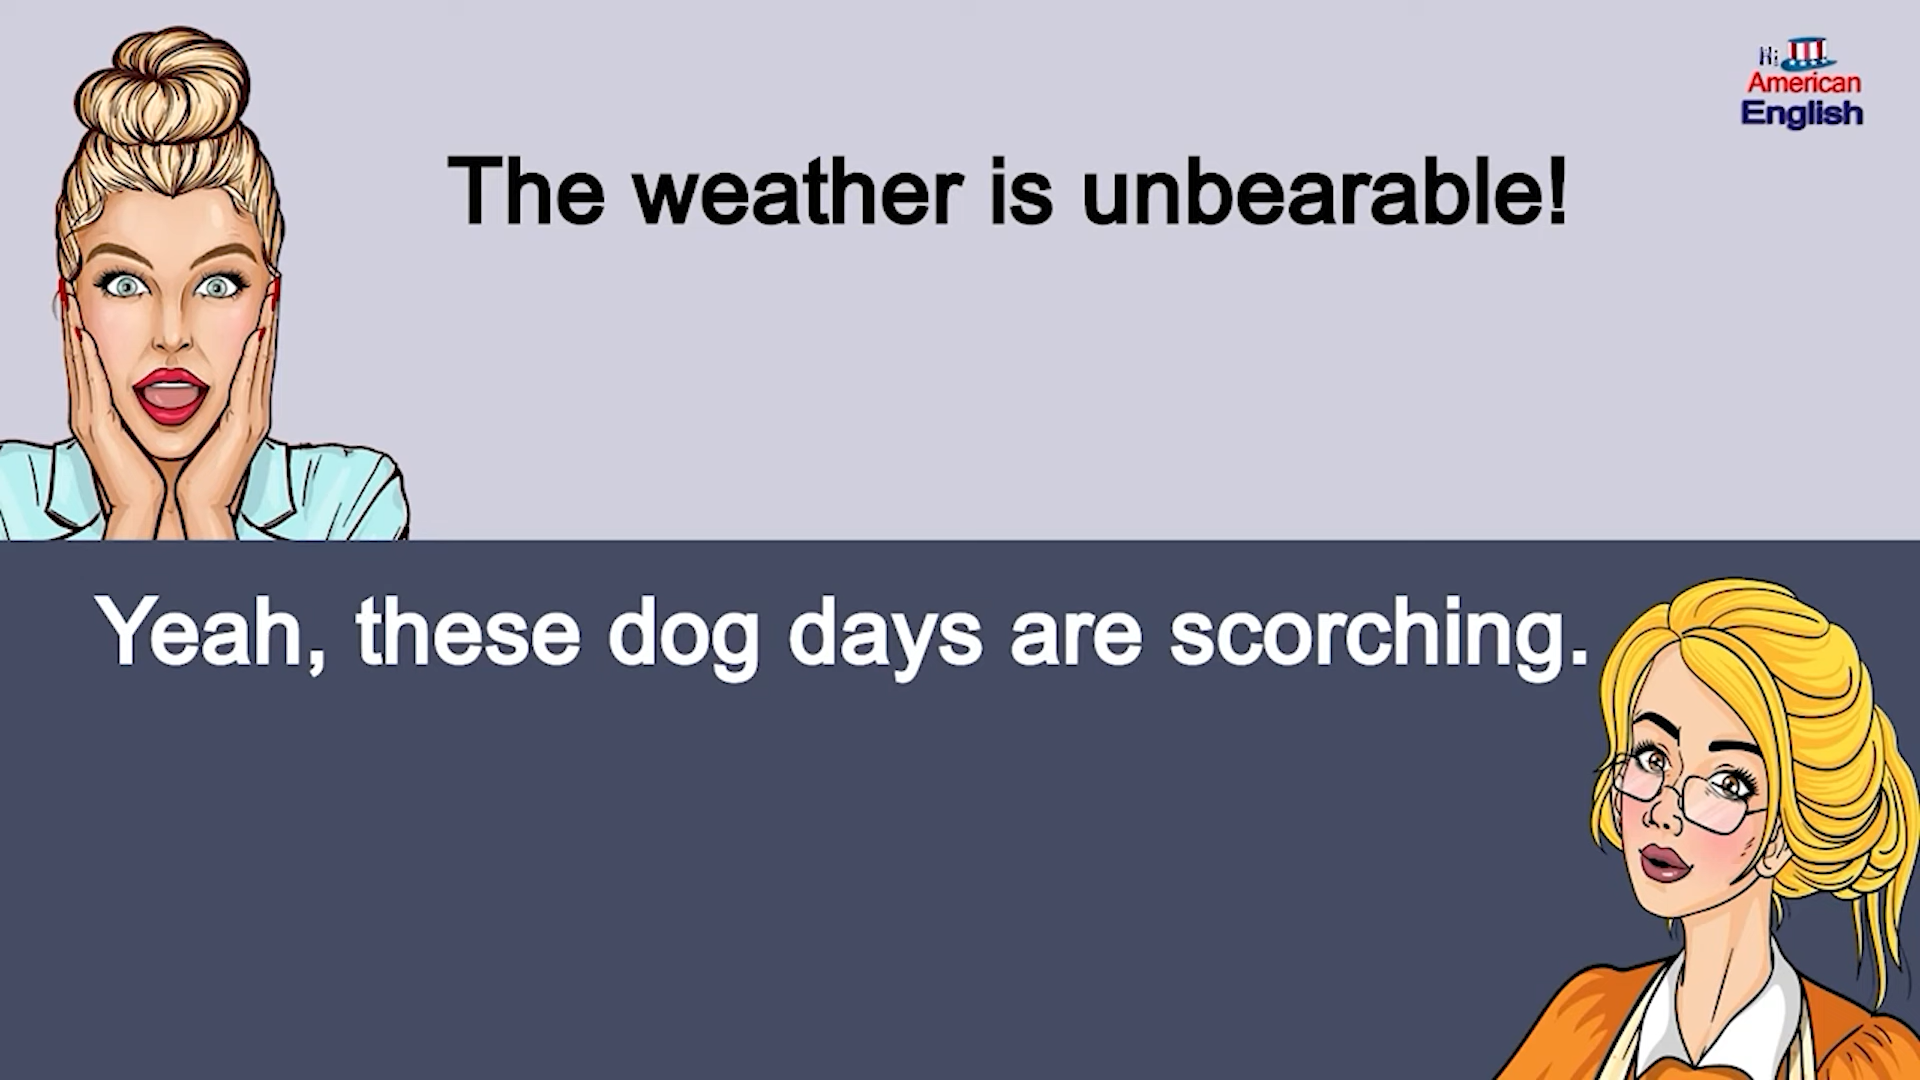 Hi
American
English
The weather is unbearable!
Yeah, these dog days are scorching.